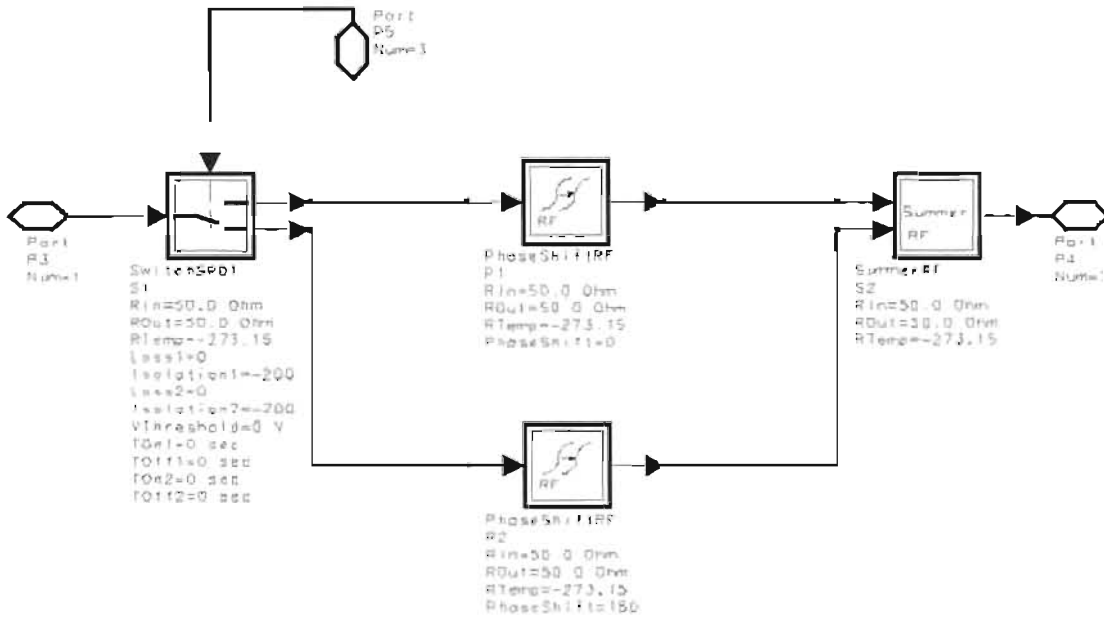 Port
P5
Num=3
Port
P3
Num=1
SwitchSPDT
S1
RIn=50.0 Ohm
ROut=50.0 Ohm
RTemp=-273.15
Loss1=0
Isolation1=-200
Loss2=0
Isolation2=-200
VThreshold=0 V
TOn1=0 sec
TOff1=0 sec
TOn2=0 sec
TOff2=0 sec
RF
PhaseShiftRF
P1
RIn=50.0 Ohm
ROut=50.0 Ohm
RTemp=-273.15
PhaseShift=0
RF
PhaseShiftRF
P2
RIn=50.0 Ohm
ROut=50.0 Ohm
RTemp=-273.15
PhaseShift=180
Summer
RF
SummerRF
S2
RIn=50.0 Ohm
ROut=50.0 Ohm
RTemp=-273.15
Port
P4